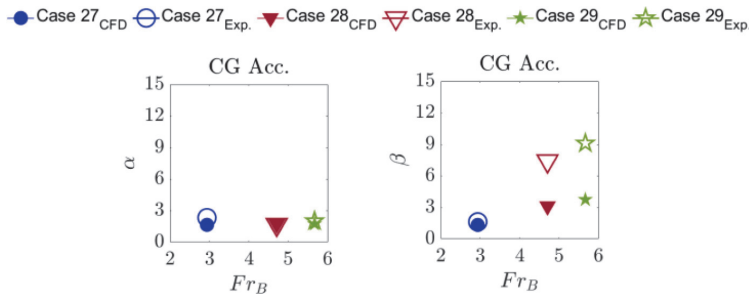 Case 27CFD Case 27Exp. Case 28CFD Case 28Exp. Case 29CFD Case 29Exp.
CG Acc.
15
12
9
6
3
0
α
2 3 4 5 6
FrB
CG Acc.
15
12
9
6
3
0
β
2 3 4 5 6
FrB